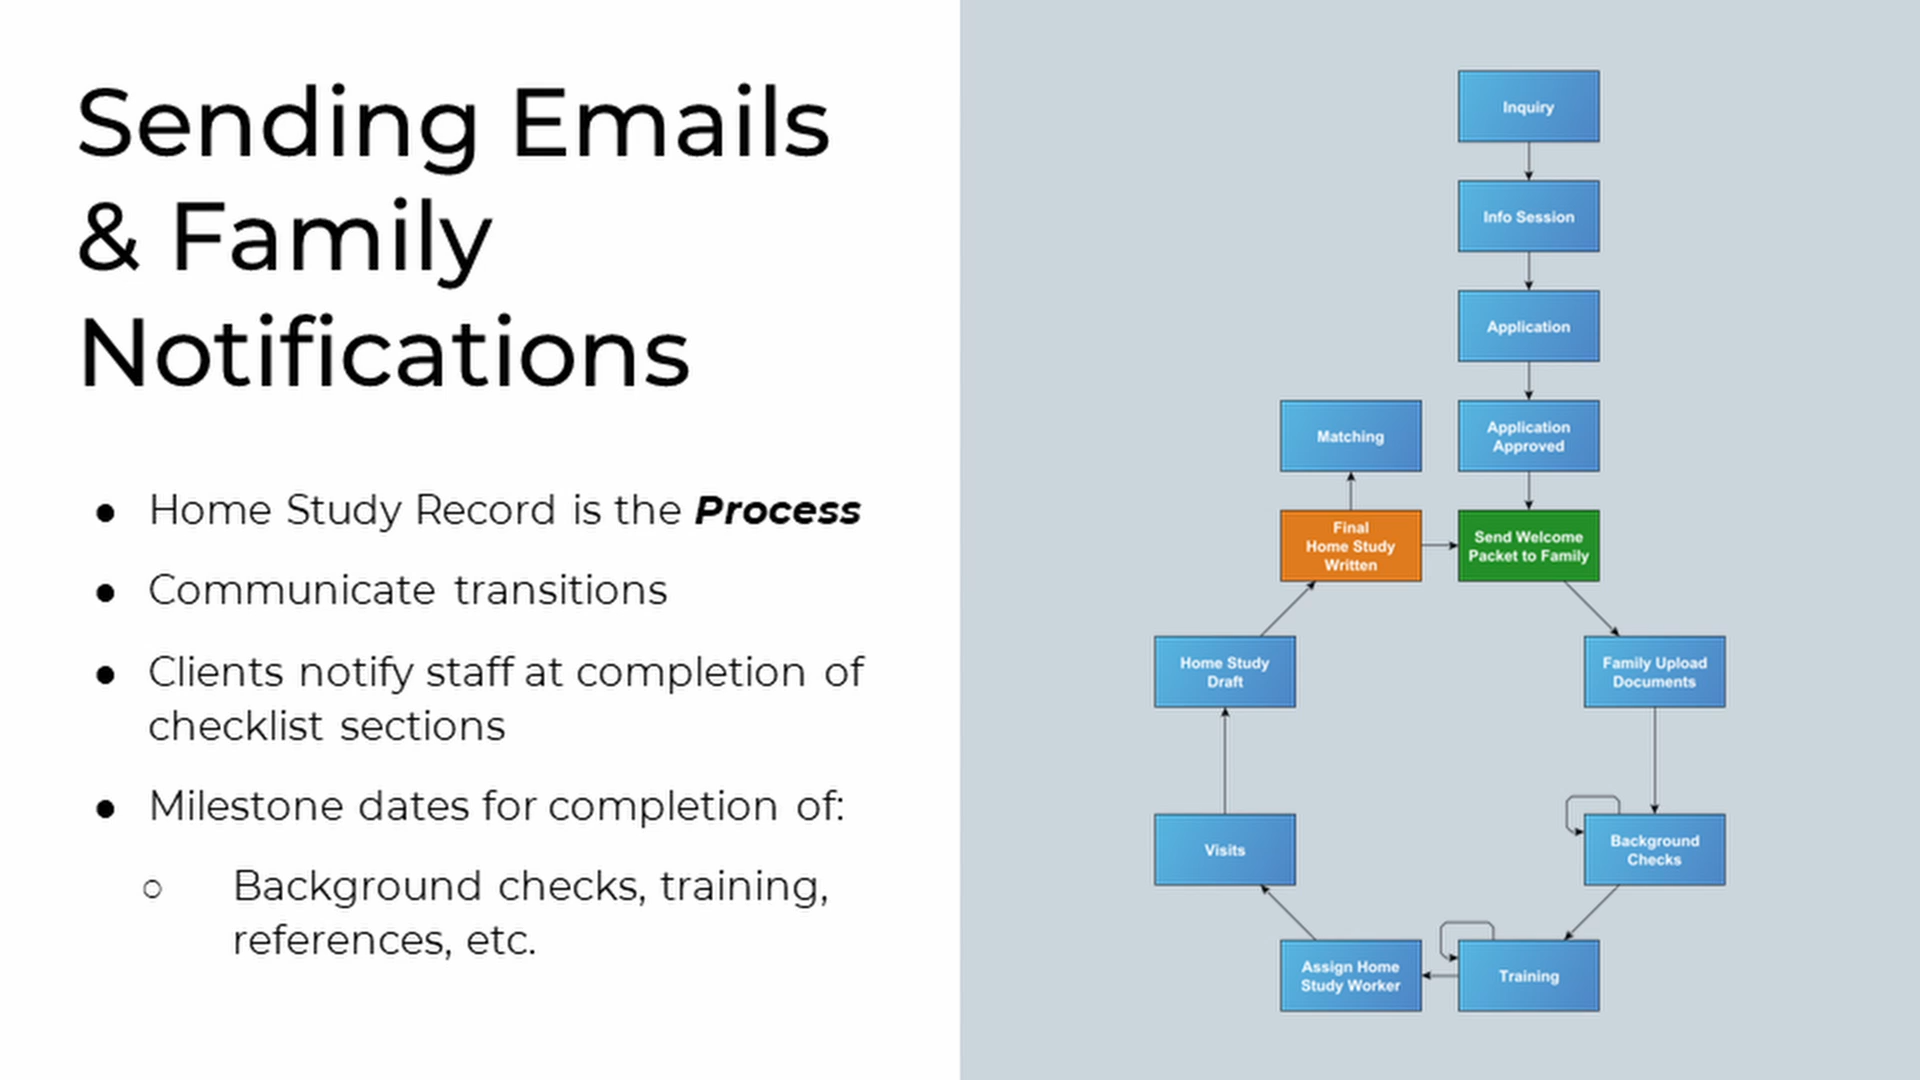 Sending Emails
& Family
Notifications
● Home Study Record is the Process
● Communicate transitions
● Clients notify staff at completion of
checklist sections
● Milestone dates for completion of:
○ Background checks, training,
references, etc.
Inquiry
Info Session
Application
Application
Approved
Matching
Final
Home Study
Written
Send Welcome
Packet to Family
Home Study
Draft
Family Upload
Documents
Visits
Background
Checks
Assign Home
Study Worker
Training